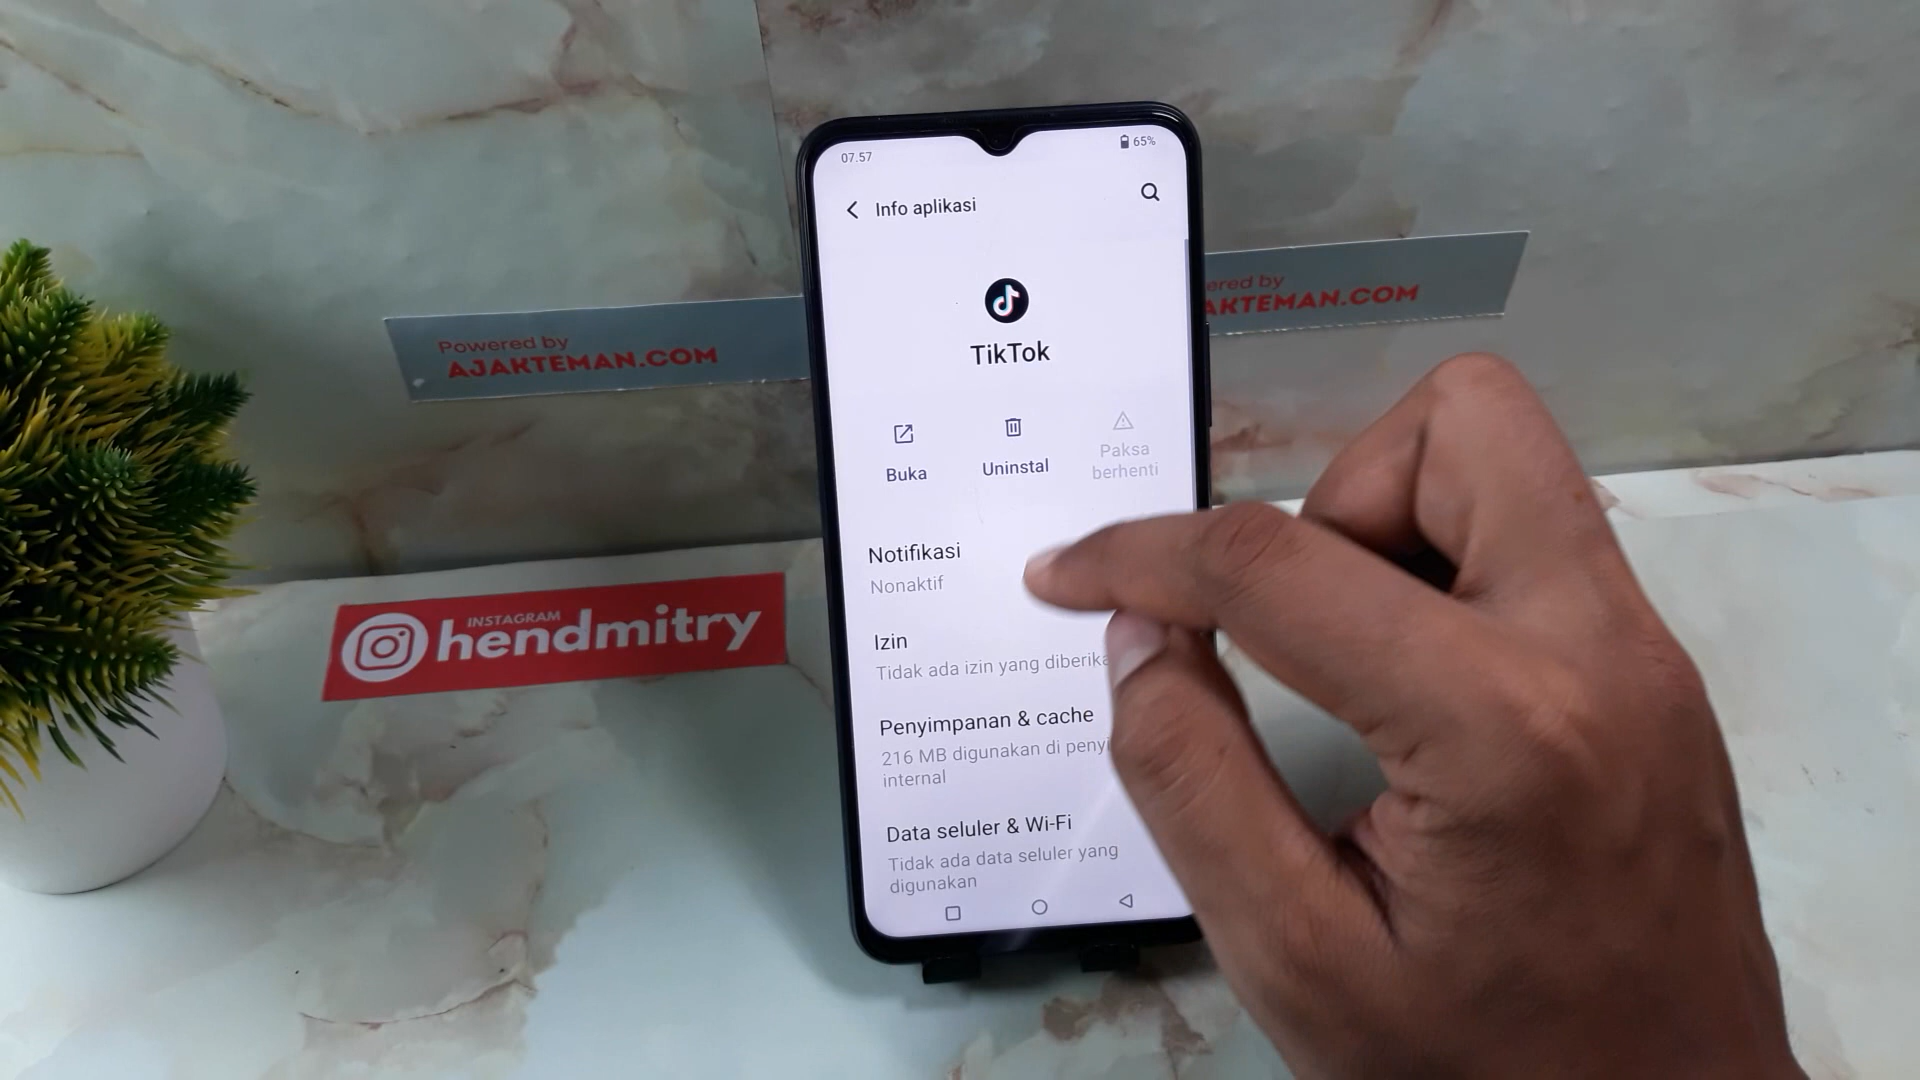 07.57
65%
Info aplikasi
TikTok
Buka
Uninstal
Paksa
berhenti
Notifikasi
Nonaktif
Izin
Tidak ada izin yang
Penyimpanan & cache
216 MB digunakan di
internal
Data seluler & Wi-Fi
Tidak ada data seluler yang
digunakan
Powered by
AJAKTEMAN.COM
ered by
AKTEMAN.COM
INSTAGRAM
hendmitry